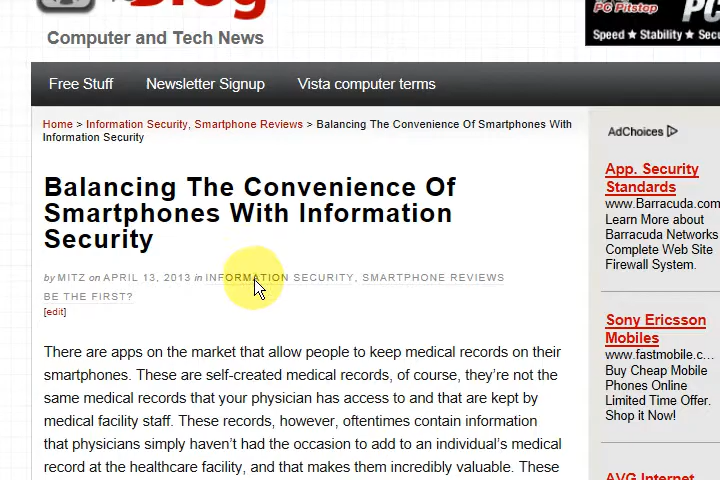 Blog
Computer and Tech News
PC Pitstop
PC
Speed ★ Stability ★ Secu
Free Stuff
Newsletter Signup
Vista computer terms
Home > Information Security, Smartphone Reviews > Balancing The Convenience Of Smartphones With
Information Security
Balancing The Convenience Of
Smartphones With Information
Security
by MITZ on APRIL 13, 2013 in INFORMATION SECURITY, SMARTPHONE REVIEWS
BE THE FIRST?
[edit]
There are apps on the market that allow people to keep medical records on their
smartphones. These are self-created medical records, of course, they're not the
same medical records that your physician has access to and that are kept by
medical facility staff. These records, however, oftentimes contain information
that physicians simply haven't had the occasion to add to an individual's medical
record at the healthcare facility, and that makes them incredibly valuable. These
AdChoices
App. Security
Standards
www.Barracuda.com
Learn More about
Barracuda Networks
Complete Web Site
Firewall System.
Sony Ericsson
Mobiles
www.fastmobile.c...
Buy Cheap Mobile
Phones Online
Limited Time Offer.
Shop it Now!
AVG Internet